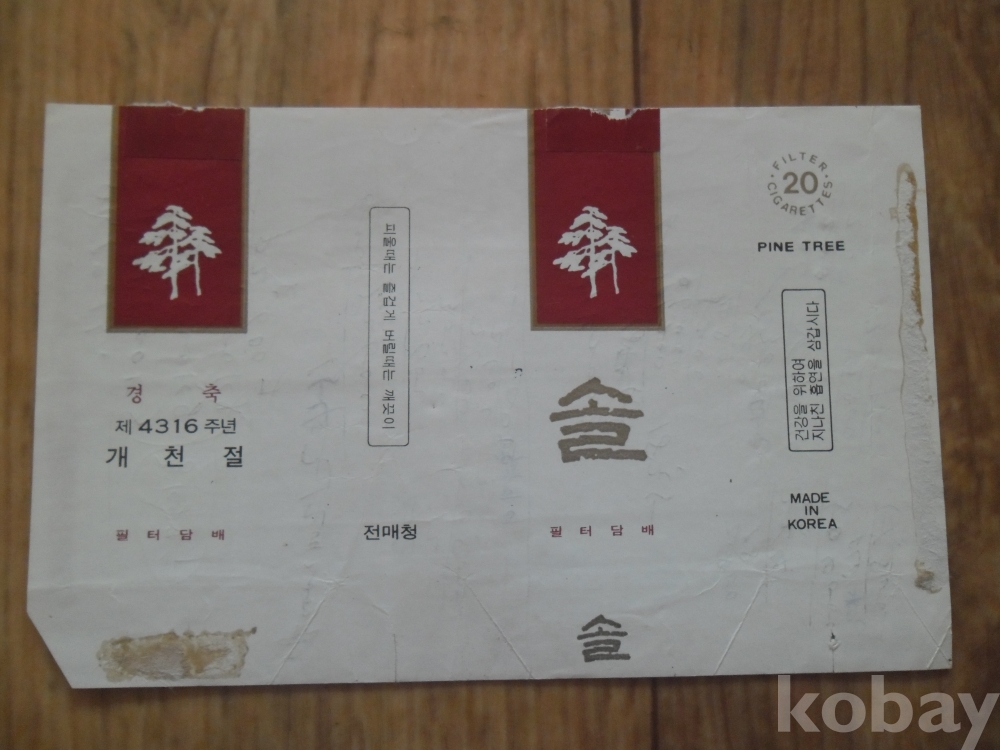 경 축
제 4316 주년
개 천 절
필 터 담 배
피울때는 즐겁게 버릴때는 깨끗이
전매청
솔
필 터 담 배
솔
FILTER
20
CIGARETTES
PINE TREE
건강을 위하여
지나친 흡연을 삼갑시다
MADE
IN
KOREA
kobay